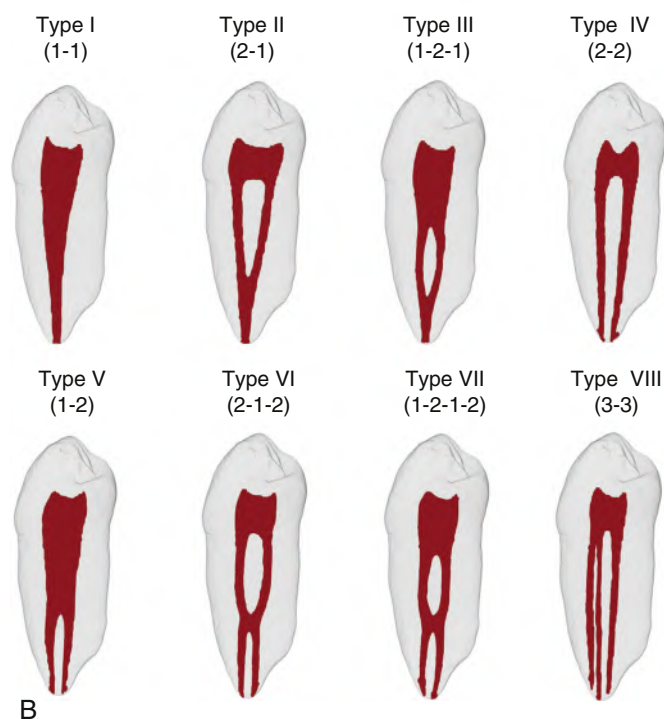 Type I
(1-1)
Type II
(2-1)
Type III
(1-2-1)
Type IV
(2-2)
Type V
(1-2)
Type VI
(2-1-2)
Type VII
(1-2-1-2)
Type VIII
(3-3)
B